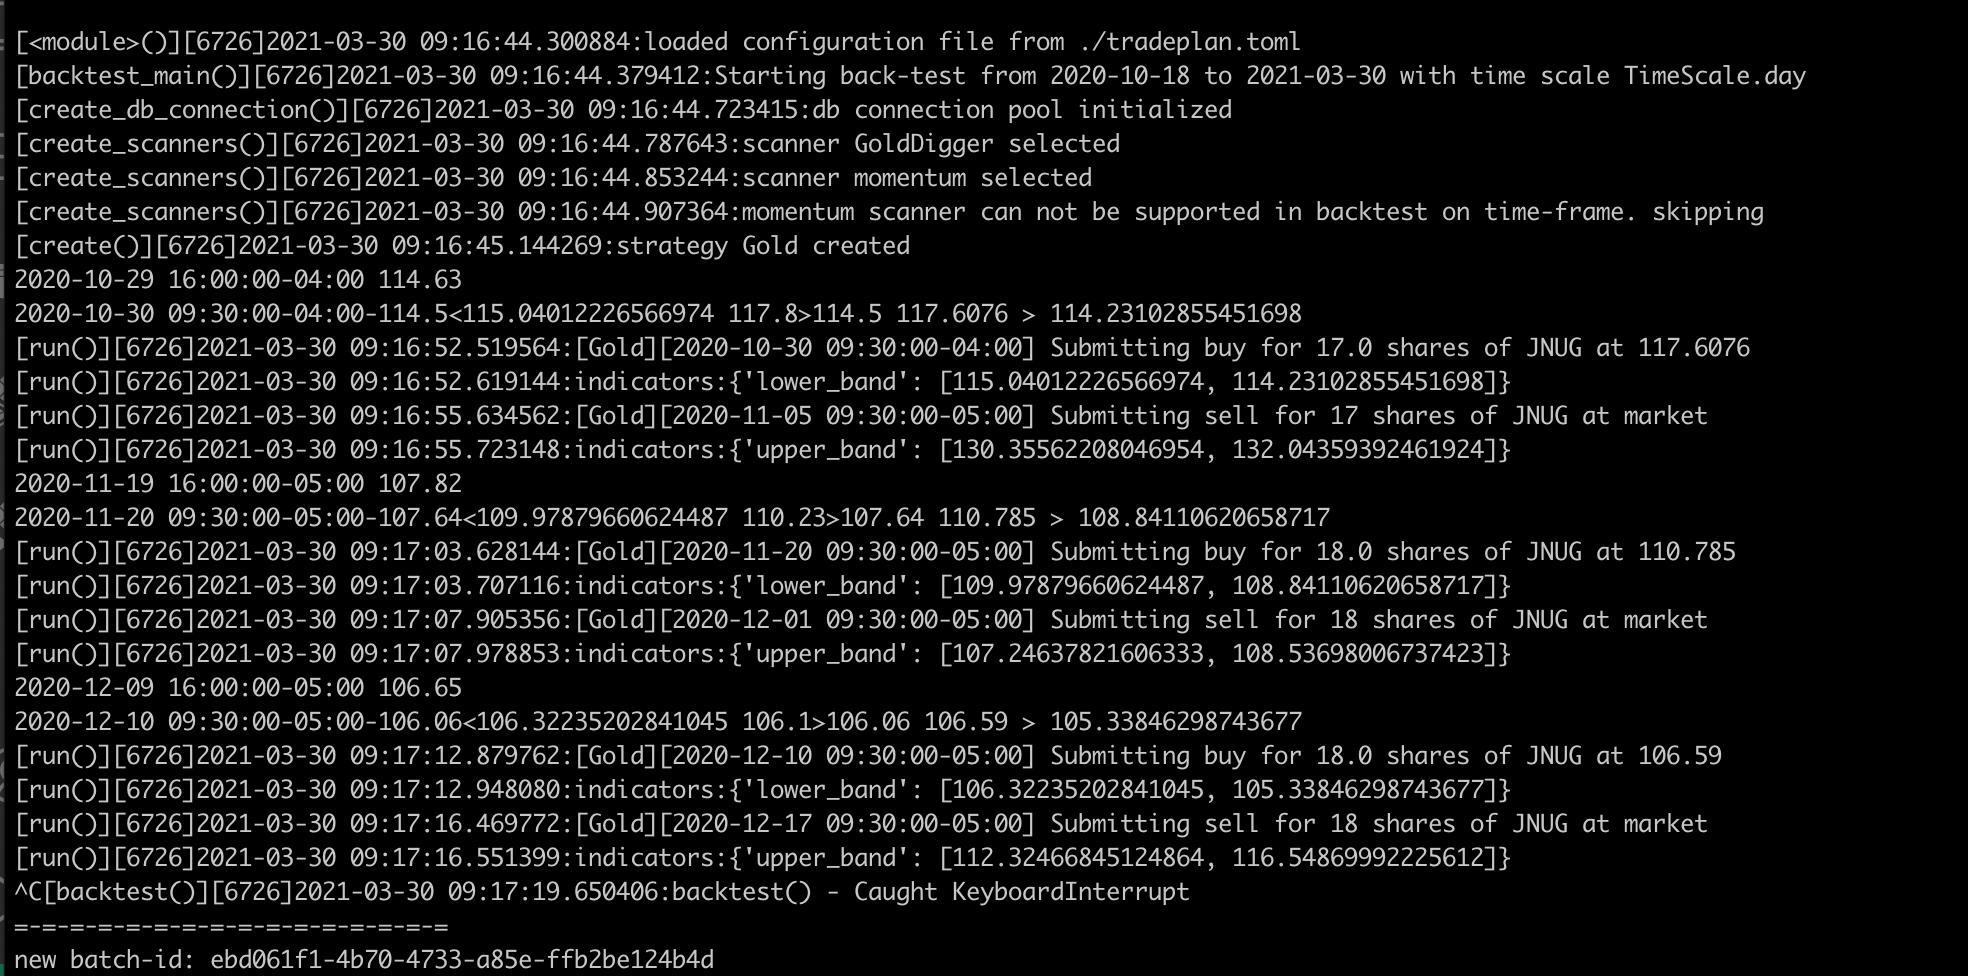 [<module>()][6726]2021-03-30 09:16:44.300884:loaded configuration file from ./tradeplan.toml
[backtest_main()][6726]2021-03-30 09:16:44.379412:Starting back-test from 2020-10-18 to 2021-03-30 with time scale TimeScale.day
[create_db_connection()][6726]2021-03-30 09:16:44.723415:db connection pool initialized
[create_scanners()][6726]2021-03-30 09:16:44.787643:scanner GoldDigger selected
[create_scanners()][6726]2021-03-30 09:16:44.853244:scanner momentum selected
[create_scanners()][6726]2021-03-30 09:16:44.907364:momentum scanner can not be supported in backtest on time-frame. skipping
[create()][6726]2021-03-30 09:16:45.144269:strategy Gold created
2020-10-29 16:00:00-04:00 114.63
2020-10-30 09:30:00-04:00-114.5<115.04012226566974 117.8>114.5 117.6076 > 114.23102855451698
[run()][6726]2021-03-30 09:16:52.519564:[Gold][2020-10-30 09:30:00-04:00] Submitting buy for 17.0 shares of JNUG at 117.6076
[run()][6726]2021-03-30 09:16:52.619144:indicators:{'lower_band': [115.04012226566974, 114.23102855451698]}
[run()][6726]2021-03-30 09:16:55.634562:[Gold][2020-11-05 09:30:00-05:00] Submitting sell for 17 shares of JNUG at market
[run()][6726]2021-03-30 09:16:55.723148:indicators:{'upper_band': [130.35562208046954, 132.04359392461924]}
2020-11-19 16:00:00-05:00 107.82
2020-11-20 09:30:00-05:00-107.64<109.97879660624487 110.23>107.64 110.785 > 108.84110620658717
[run()][6726]2021-03-30 09:17:03.628144:[Gold][2020-11-20 09:30:00-05:00] Submitting buy for 18.0 shares of JNUG at 110.785
[run()][6726]2021-03-30 09:17:03.707116:indicators:{'lower_band': [109.97879660624487, 108.84110620658717]}
[run()][6726]2021-03-30 09:17:07.905356:[Gold][2020-12-01 09:30:00-05:00] Submitting sell for 18 shares of JNUG at market
[run()][6726]2021-03-30 09:17:07.978853:indicators:{'upper_band': [107.24637821606333, 108.53698006737423]}
2020-12-09 16:00:00-05:00 106.65
2020-12-10 09:30:00-05:00-106.06<106.32235202841045 106.1>106.06 106.59 > 105.33846298743677
[run()][6726]2021-03-30 09:17:12.879762:[Gold][2020-12-10 09:30:00-05:00] Submitting buy for 18.0 shares of JNUG at 106.59
[run()][6726]2021-03-30 09:17:12.948080:indicators:{'lower_band': [106.32235202841045, 105.33846298743677]}
[run()][6726]2021-03-30 09:17:16.469772:[Gold][2020-12-17 09:30:00-05:00] Submitting sell for 18 shares of JNUG at market
[run()][6726]2021-03-30 09:17:16.551399:indicators:{'upper_band': [112.32466845124864, 116.54869992225612]}
^C[backtest()][6726]2021-03-30 09:17:19.650406:backtest() - Caught KeyboardInterrupt
=-=-=-=-=-=-=-=-=-=-=-=-=-=-=-=
new batch-id: ebd061f1-4b70-4733-a85e-ffb2be124b4d